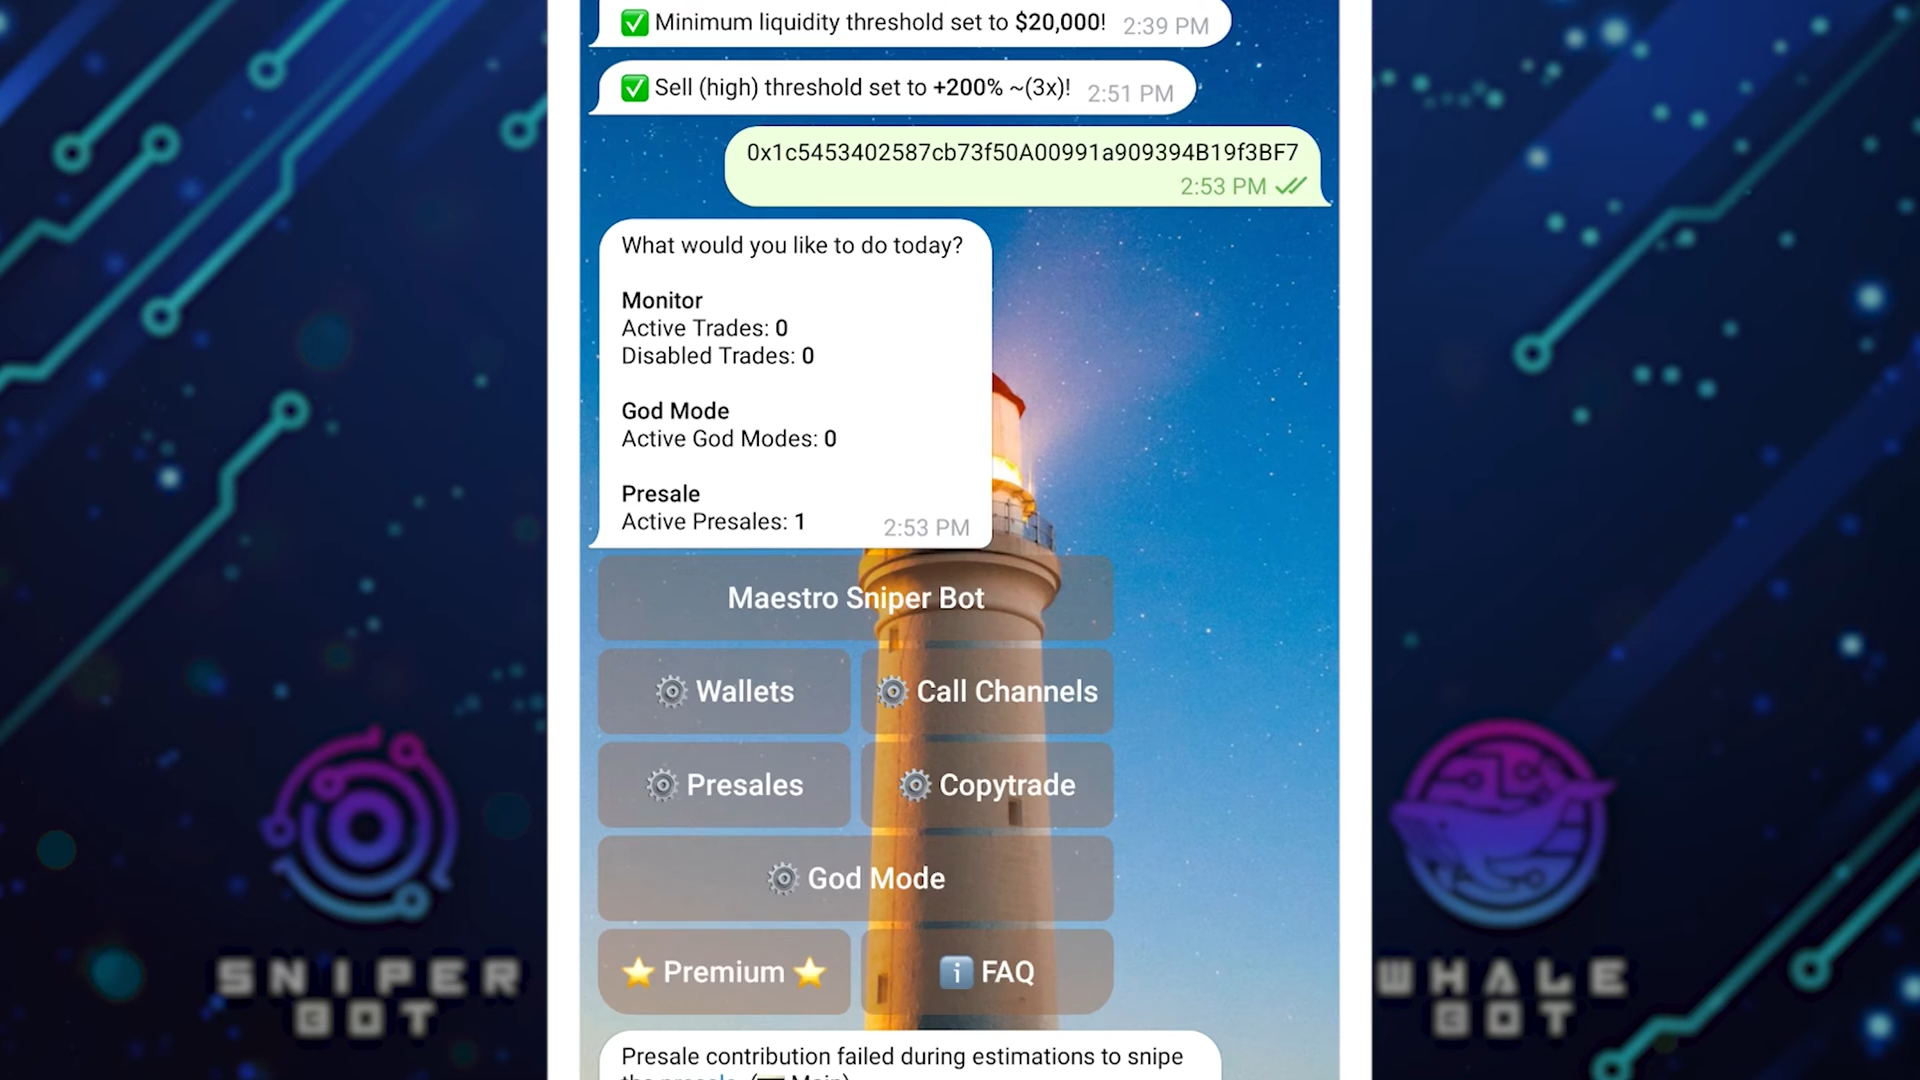 ✅ Minimum liquidity threshold set to $20,000! 2:39 PM
✅ Sell (high) threshold set to +200% ~(3x)! 2:51 PM
0x1c5453402587cb73f50A00991a909394B19f3BF7
2:53 PM
What would you like to do today?
Monitor
Active Trades: 0
Disabled Trades: 0
God Mode
Active God Modes: 0
Presale
Active Presales: 1 2:53 PM
Maestro Sniper Bot
Wallets Call Channels
Presales Copytrade
God Mode
⭐ Premium ⭐ ℹ️ FAQ
Presale contribution failed during estimations to snipe
SNIPER
BOT
WHALE
BOT